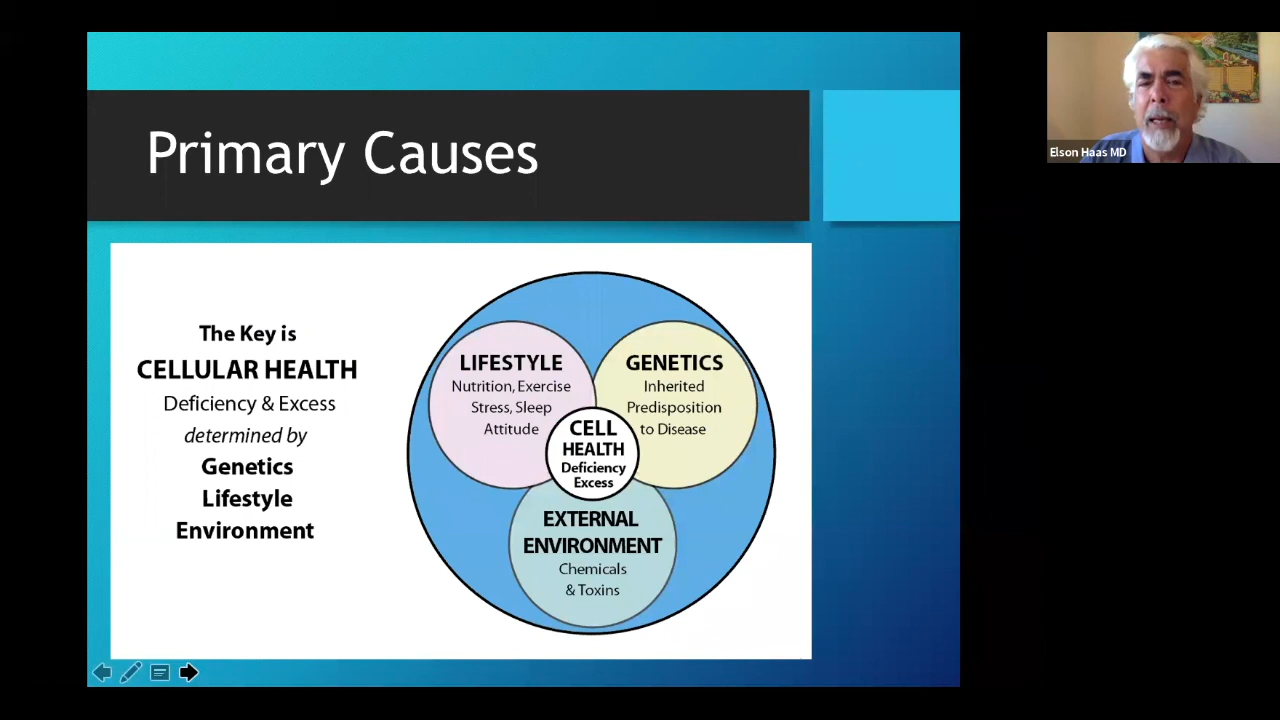 Primary Causes
The Key is
CELLULAR HEALTH
Deficiency & Excess
determined by
Genetics
Lifestyle
Environment
LIFESTYLE
Nutrition, Exercise
Stress, Sleep
Attitude
GENETICS
Inherited
Predisposition
to Disease
CELL
HEALTH
Deficiency
Excess
EXTERNAL
ENVIRONMENT
Chemicals
& Toxins
Elson Haas MD